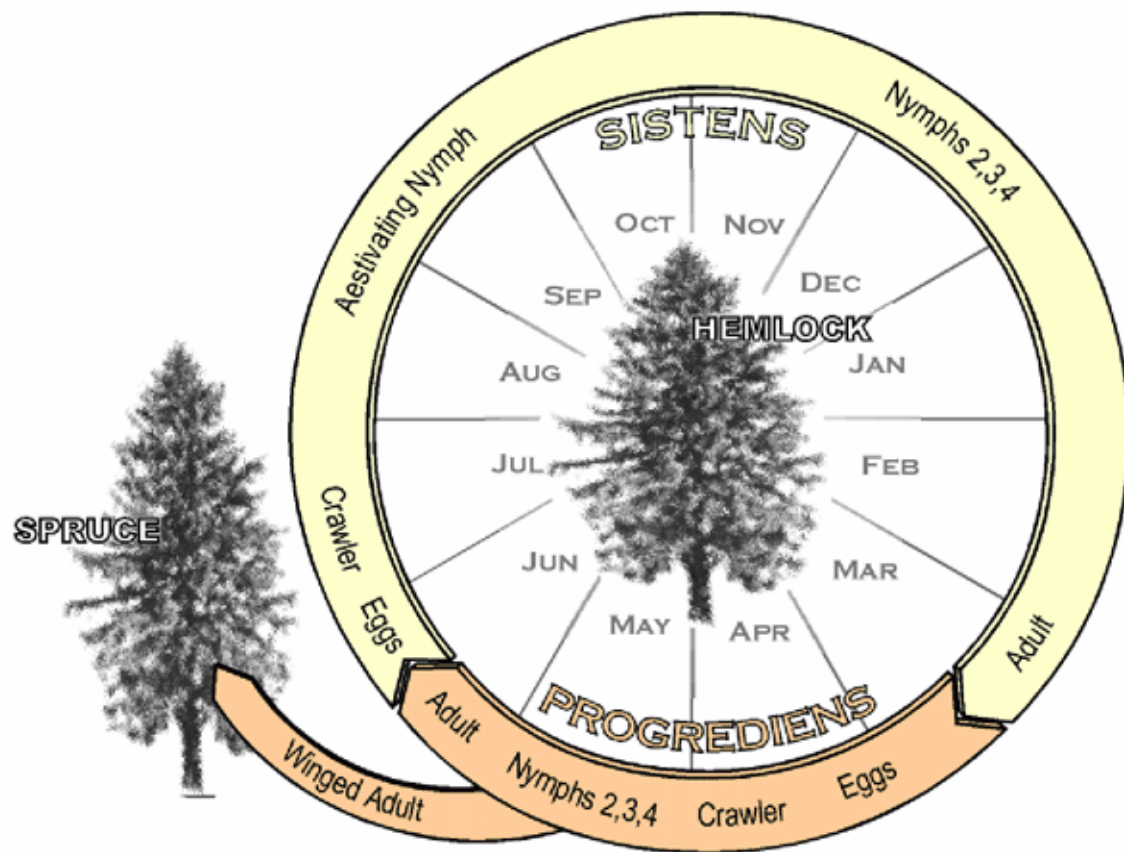 SISTENS
Nymphs 2,3,4
Aestivating Nymph
OCT
NOV
SEP
DEC
HEMLOCK
AUG
JAN
JUL
FEB
SPRUCE
Crawler
JUN
MAR
Eggs
MAY
APR
Adult
PROGREDIENS
Adult
Nymphs 2,3,4
Crawler
Eggs
Winged Adult